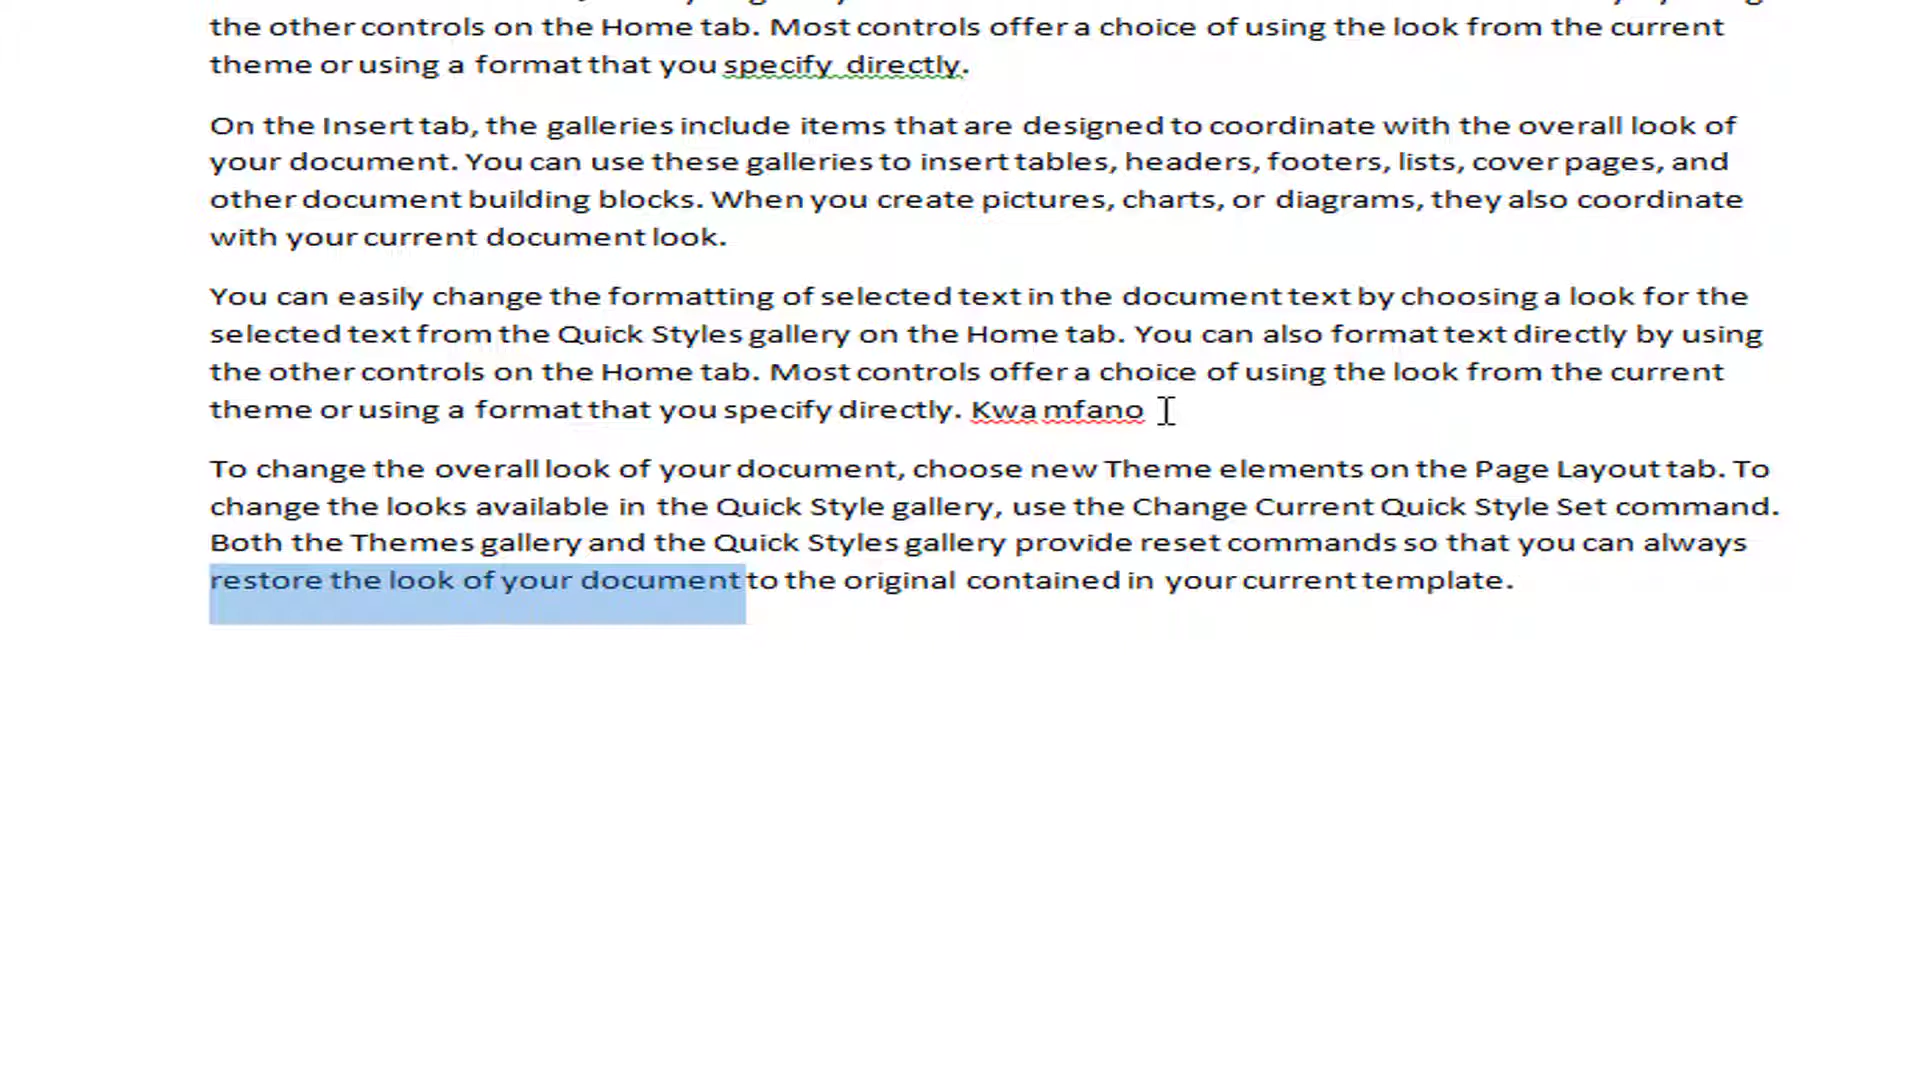 the other controls on the Home tab. Most controls offer a choice of using the look from the current
theme or using a format that you specify  directly.
On the Insert tab, the galleries include items that are designed to coordinate with the overall look of
your document. You can use these galleries to insert tables, headers, footers, lists, cover pages, and
other document building blocks. When you create pictures, charts, or diagrams, they also coordinate
with your current document look.
You can easily change the formatting of selected text in the document text by choosing a look for the
selected text from the Quick Styles gallery on the Home tab. You can also format text directly by using
the other controls on the Home tab. Most controls offer a choice of using the look from the current
theme or using a format that you specify directly. Kwa mfano
To change the overall look of your document, choose new Theme elements on the Page Layout tab. To
change the looks available in the Quick Style gallery, use the Change Current Quick Style Set command.
Both the Themes gallery and the Quick Styles gallery provide reset commands so that you can always
restore the look of your document to the original contained in your current template.